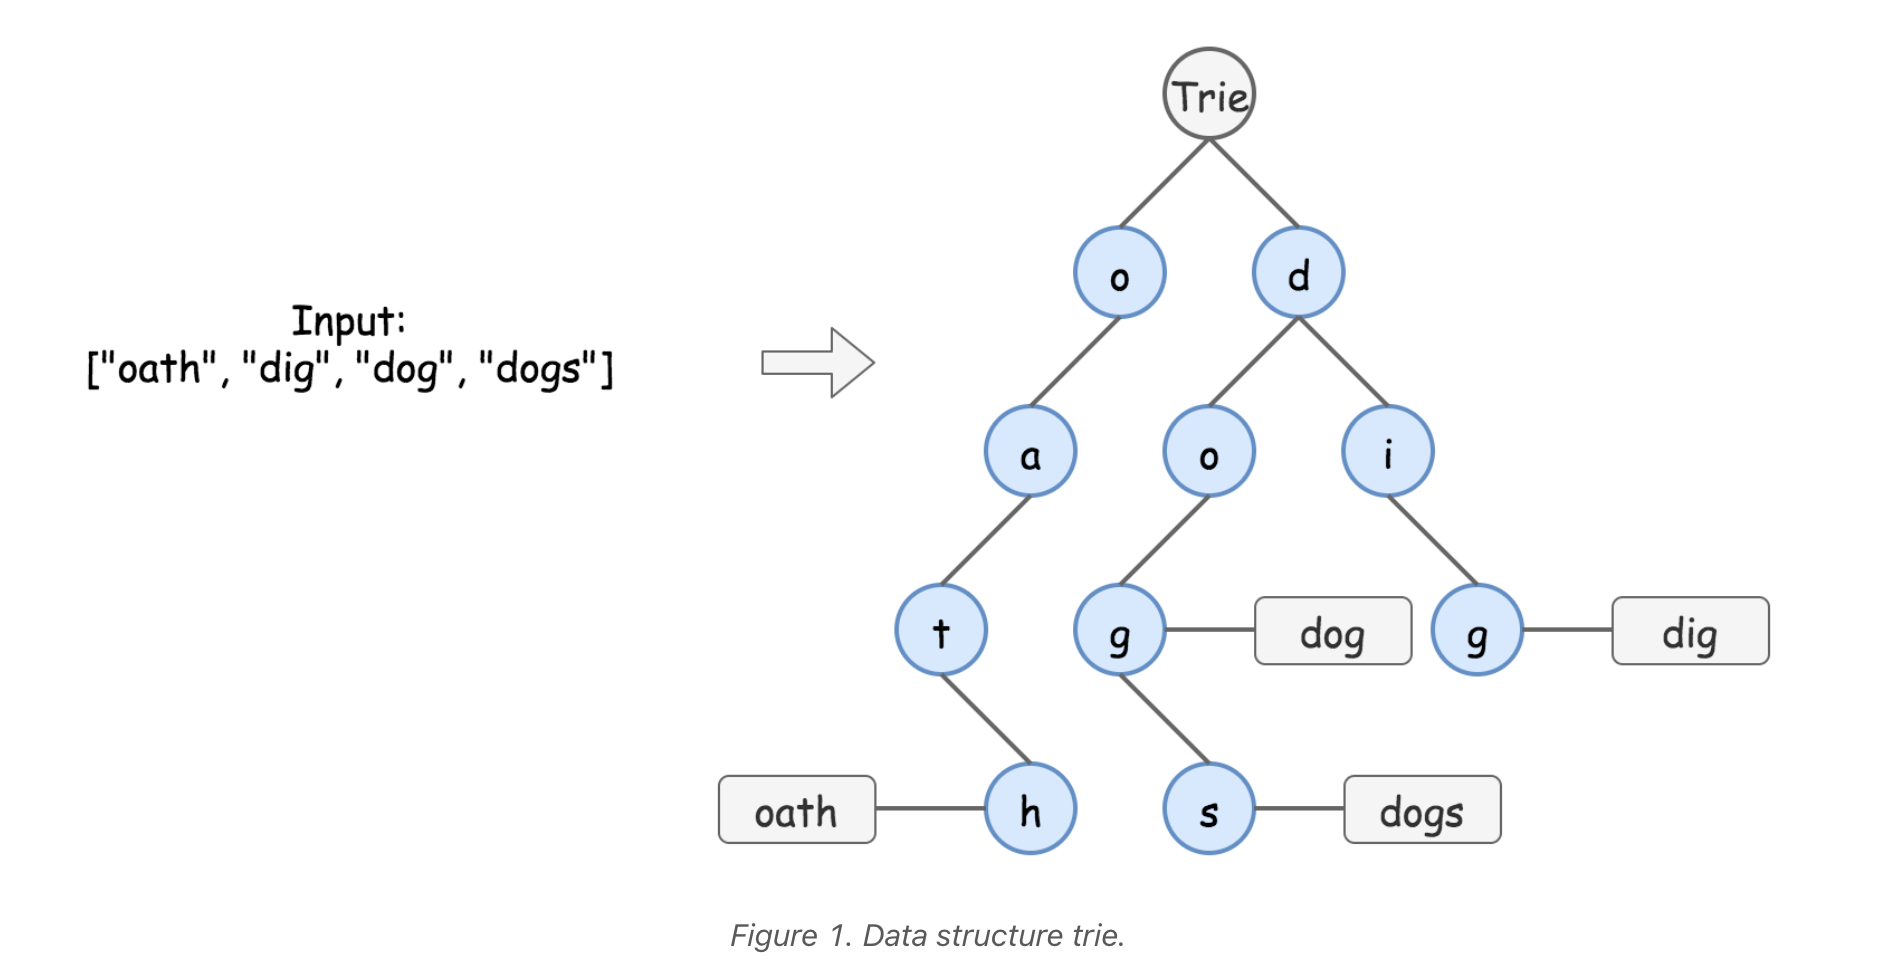 Input:
["oath", "dig", "dog", "dogs"]
Trie
o
d
a
o
i
t
g
dog
g
dig
oath
h
s
dogs
Figure 1. Data structure trie.